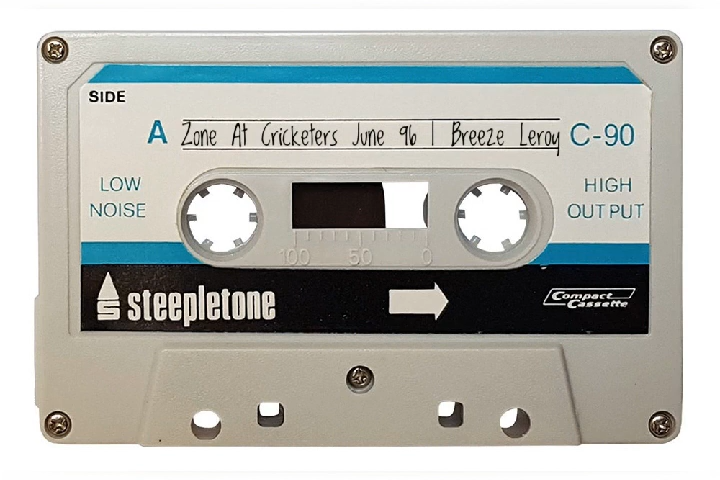 SIDE
A Zone At Cricketers June 96 | Breeze Leroy C-90
LOW NOISE
HIGH OUTPUT
100 50 0
steepletone
Compact Cassette